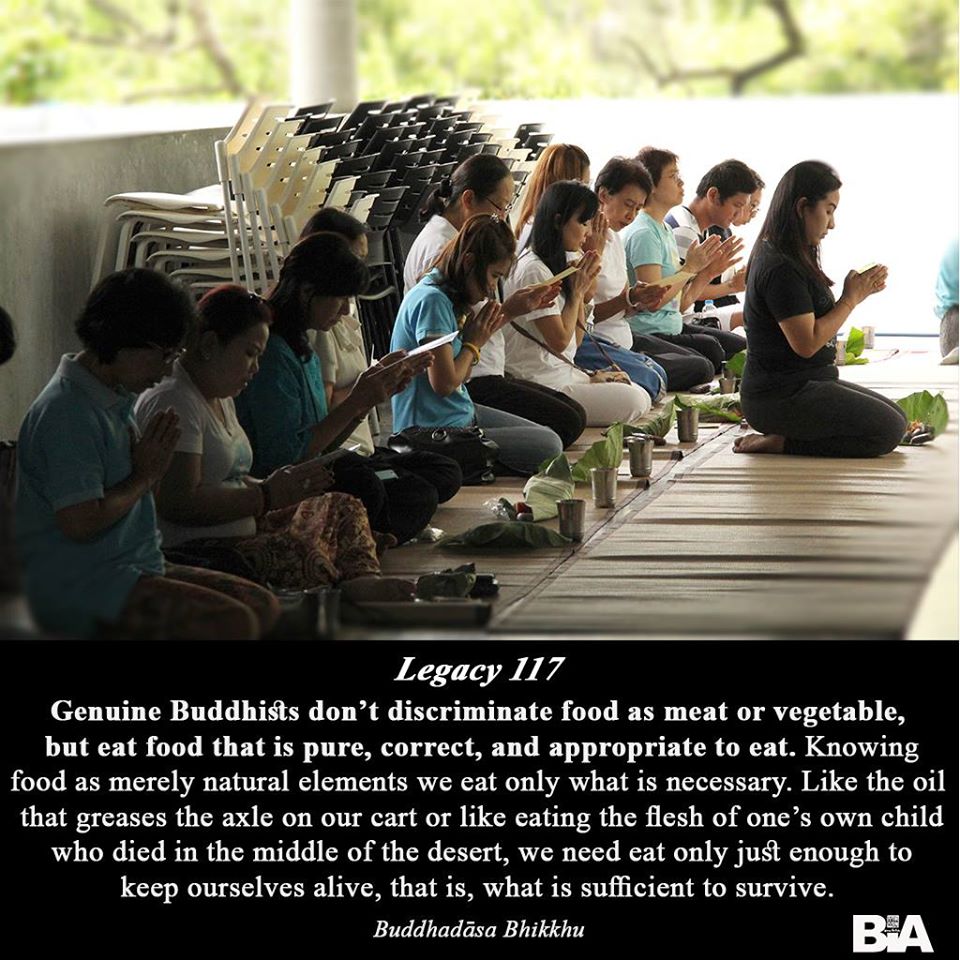 Legacy 117
Genuine Buddhists don’t discriminate food as meat or vegetable,
but eat food that is pure, correct, and appropriate to eat. Knowing
food as merely natural elements we eat only what is necessary. Like the oil
that greases the axle on our cart or like eating the flesh of one’s own child
who died in the middle of the desert, we need eat only just enough to
keep ourselves alive, that is, what is sufficient to survive.
Buddhadāsa Bhikkhu
BiA